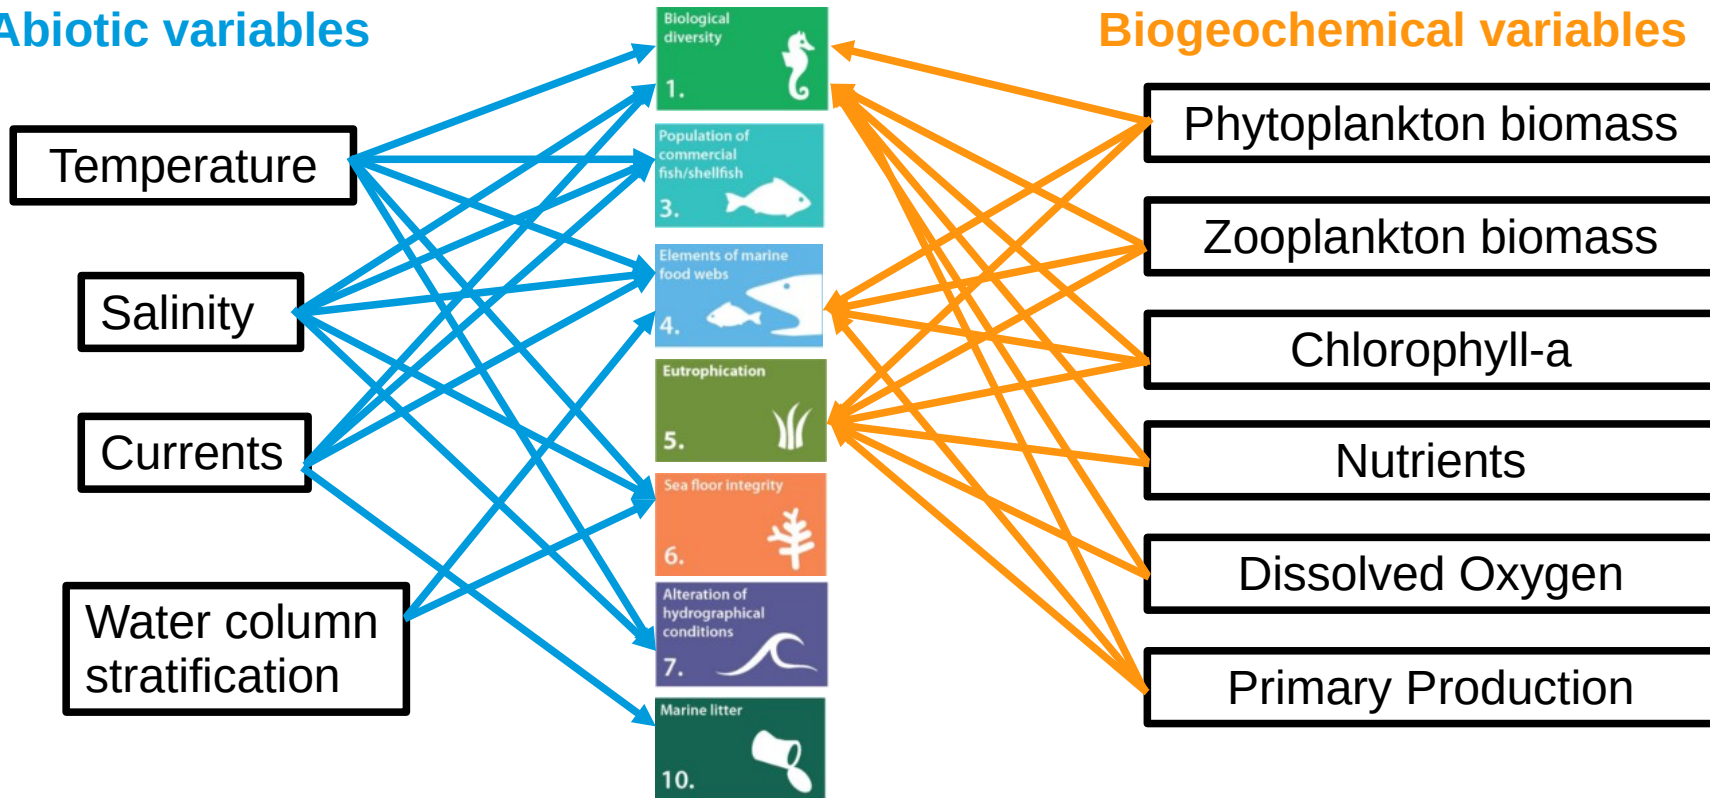 Abiotic variables
Temperature
Salinity
Currents
Water column
stratification
Biological
diversity
1.
Population of
commercial
fish/shellfish
3.
Elements of marine
food webs
4.
Eutrophication
5.
Sea floor integrity
6.
Alteration of
hydrographical
conditions
7.
Marine litter
10.
Biogeochemical variables
Phytoplankton biomass
Zooplankton biomass
Chlorophyll-a
Nutrients
Dissolved Oxygen
Primary Production